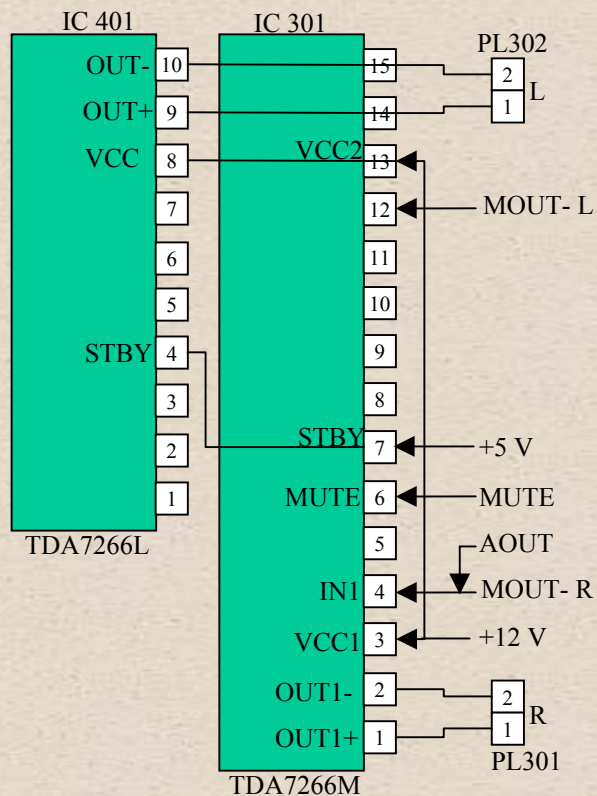 IC 401
IC 301
PL302
OUT- 10
15
2
L
OUT+ 9
14
1
VCC 8
VCC2 13
7
12
MOUT- L
6
11
5
10
STBY 4
9
3
8
2
STBY 7
+5 V
1
MUTE 6
MUTE
TDA7266L
5
AOUT
IN1 4
MOUT- R
VCC1 3
+12 V
OUT1- 2
2
R
OUT1+ 1
1
PL301
TDA7266M